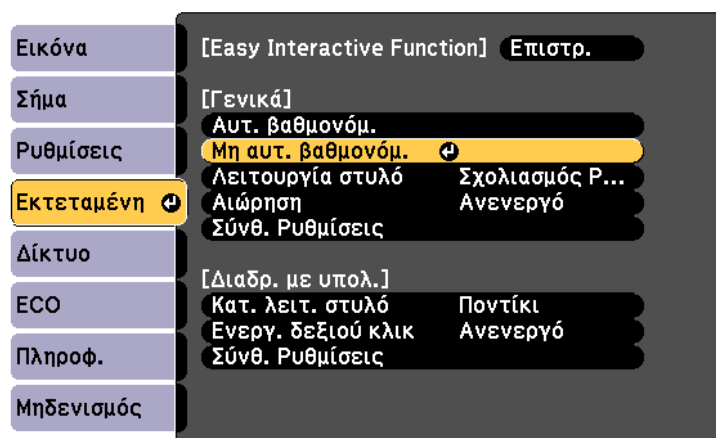 Εικόνα
Σήμα
Ρυθμίσεις
Εκτεταμένη
Δίκτυο
ECO
Πληροφ.
Μηδενισμός
[Easy Interactive Function] Επιστρ.
[Γενικά]
Αυτ. βαθμονόμ.
Μη αυτ. βαθμονόμ.
Λειτουργία στυλό Σχολιασμός Ρ...
Αιώρηση Ανενεργό
Σύνθ. Ρυθμίσεις
[Διαδρ. με υπολ.]
Κατ. λειτ. στυλό Ποντίκι
Ενεργ. δεξιού κλικ Ανενεργό
Σύνθ. Ρυθμίσεις